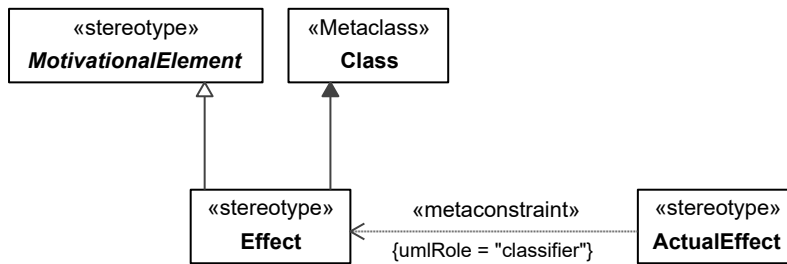 «stereotype»
MotivationalElement
«Metaclass»
Class
«stereotype»
Effect
«metaconstraint»
{umlRole = "classifier"}
«stereotype»
ActualEffect